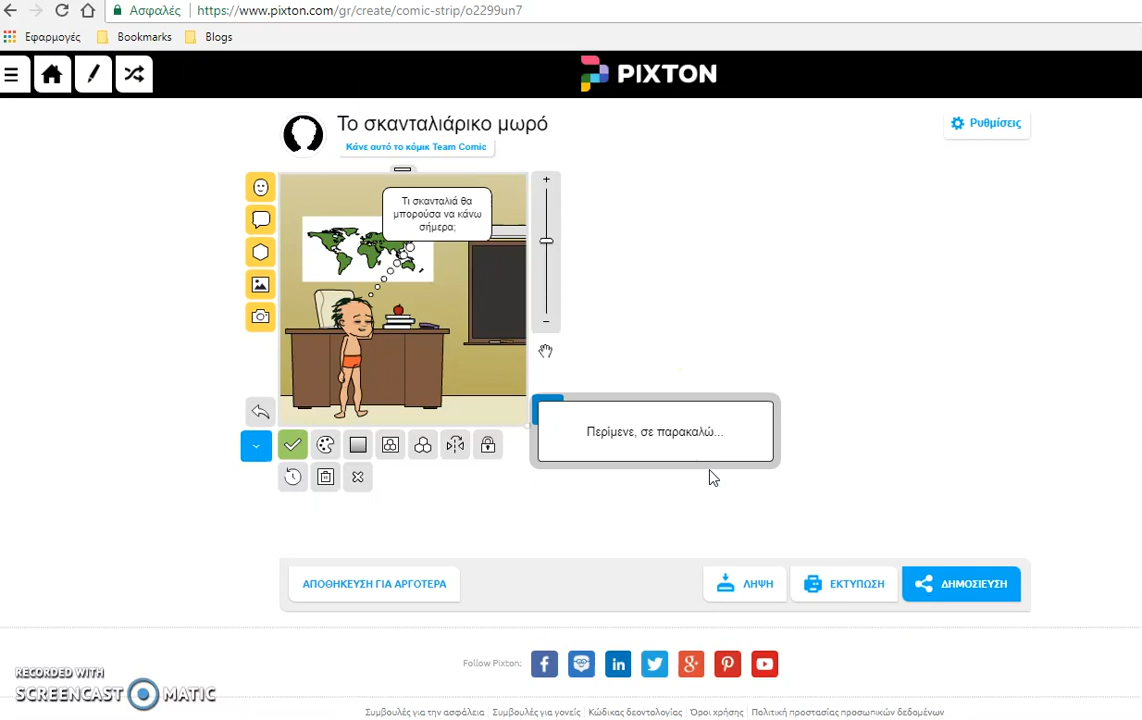 Ασφαλές | https://www.pixton.com/gr/create/comic-strip/o2299un7
Εφαρμογές Bookmarks Blogs
PIXTON
Το σκανταλιάρικο μωρό
Κάνε αυτό το κόμικ Team Comic
Ρυθμίσεις
Τι σκανταλιά θα
μπορούσα να κάνω
σήμερα;
Περίμενε, σε παρακαλώ...
ΑΠΟΘΗΚΕΥΣΗ ΓΙΑ ΑΡΓΟΤΕΡΑ ΛΗΨΗ ΕΚΤΥΠΩΣΗ ΔΗΜΟΣΙΕΥΣΗ
Follow Pixton:
RECORDED WITH
SCREENCAST MATIC
Συμβουλές για την ασφάλεια | Συμβουλές για γονείς | Κώδικας δεοντολογίας | Όροι χρήσης | Πολιτική προστασίας προσωπικών δεδομένων